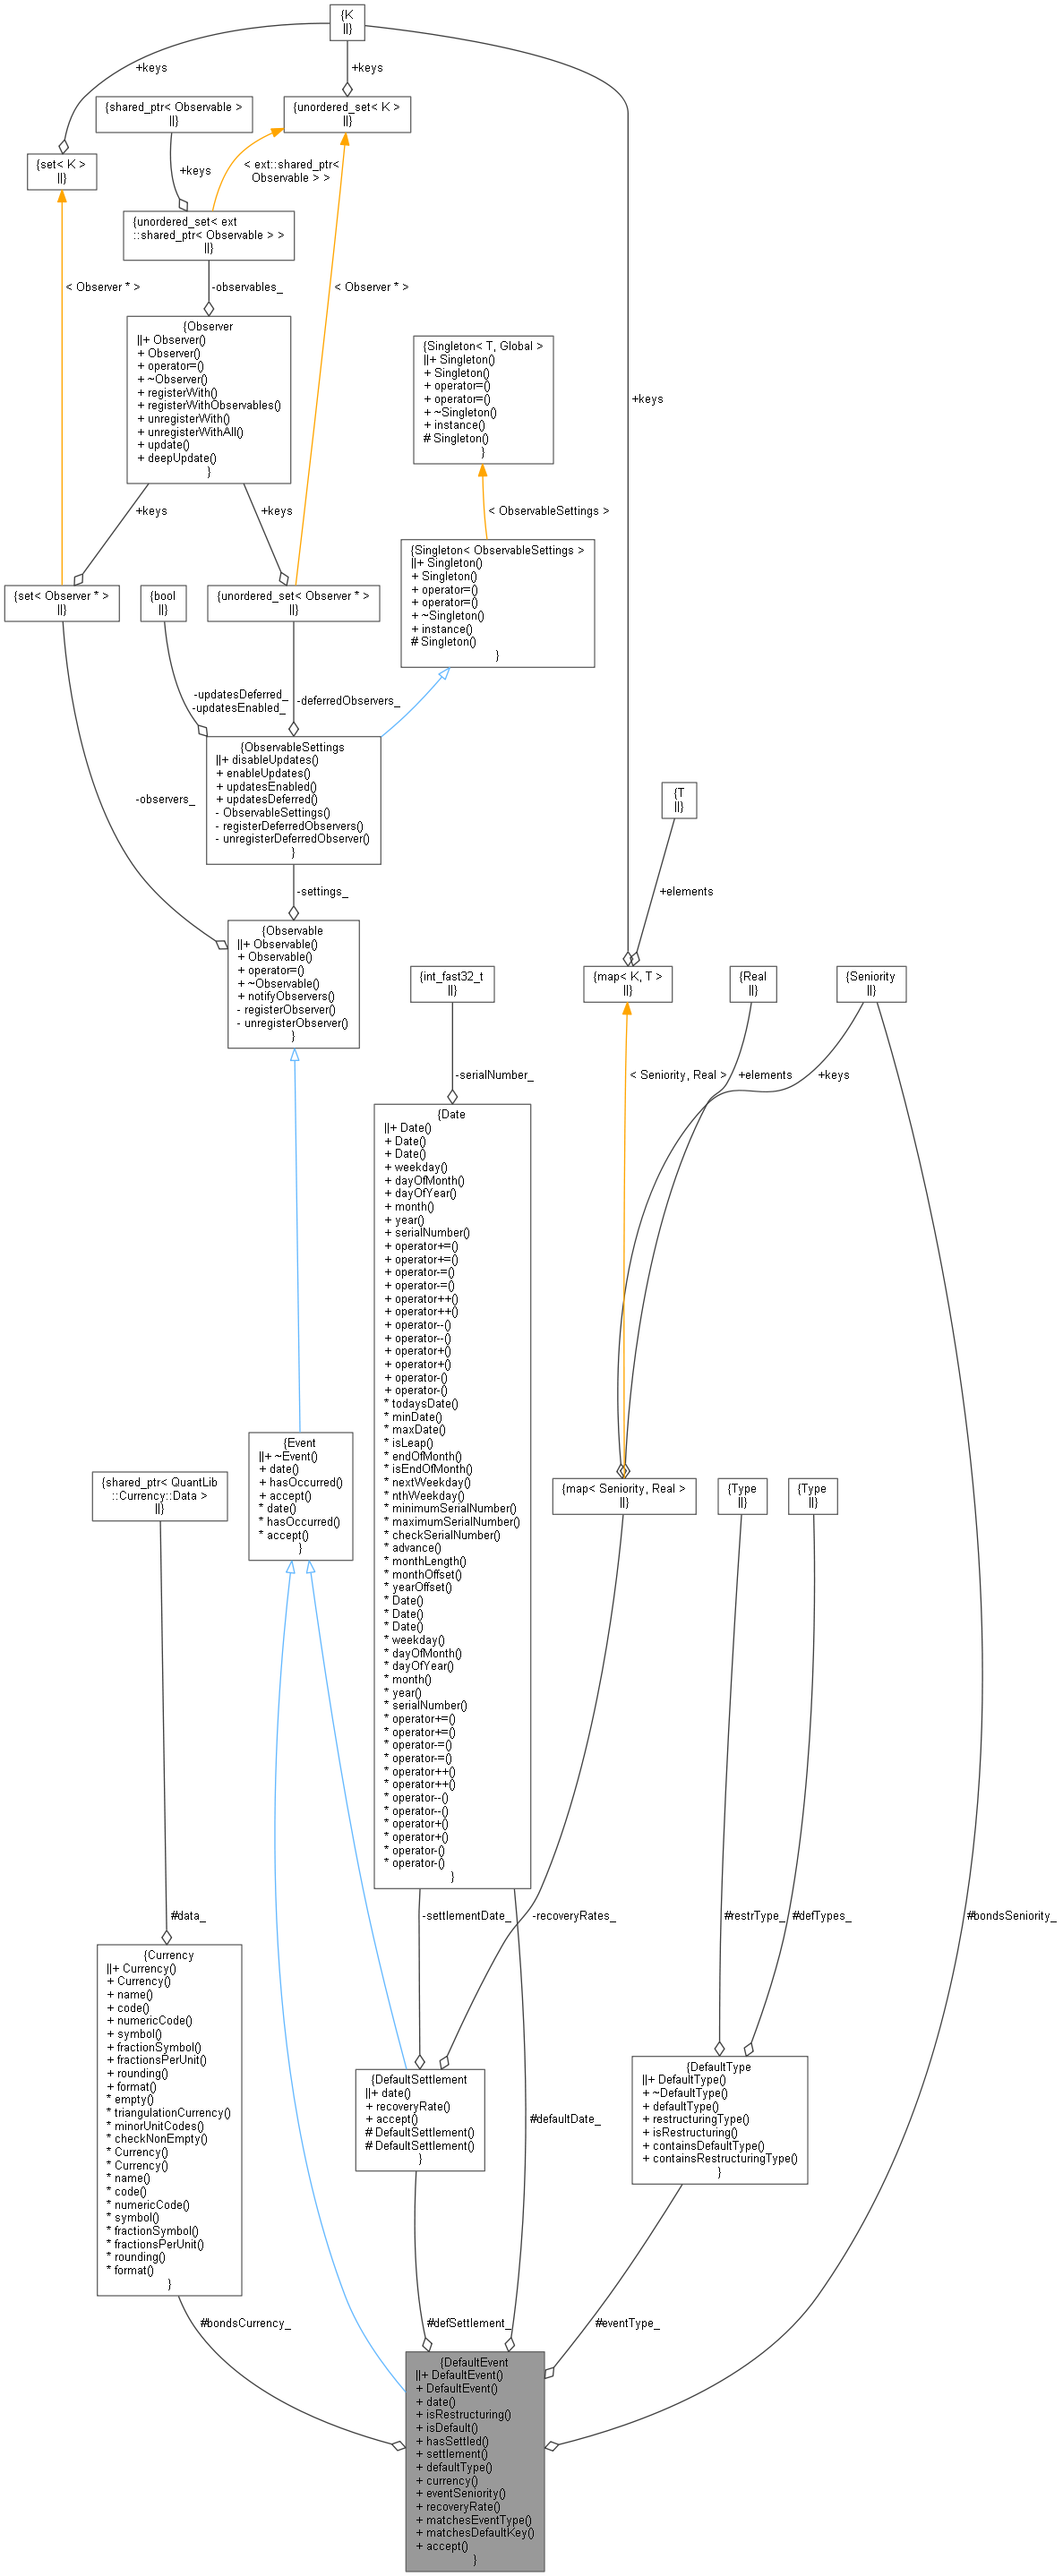 {K
||}
+keys
+keys
{shared_ptr< Observable >
||}
{unordered_set< K >
||}
{set< K >
||}
+keys
< ext::shared_ptr<
Observable > >
{unordered_set< ext
::shared_ptr< Observable > >
||}
< Observer * >
-observables_
< Observer * >
{Observer
||+ Observer()
+ Observer()
+ operator=()
+ ~Observer()
+ registerWith()
+ registerWithObservables()
+ unregisterWith()
+ unregisterWithAll()
+ update()
+ deepUpdate()
}
{Singleton< T, Global >
||+ Singleton()
+ Singleton()
+ operator=()
+ operator=()
+ ~Singleton()
+ instance()
# Singleton()
}
+keys
+keys
+keys
< ObservableSettings >
{Singleton< ObservableSettings >
||+ Singleton()
+ Singleton()
+ operator=()
+ operator=()
+ ~Singleton()
+ instance()
# Singleton()
}
{set< Observer * >
||}
{bool
||}
{unordered_set< Observer * >
||}
-updatesDeferred_
-updatesEnabled_
-deferredObservers_
{ObservableSettings
||+ disableUpdates()
+ enableUpdates()
+ updatesEnabled()
+ updatesDeferred()
- ObservableSettings()
- registerDeferredObservers()
- unregisterDeferredObserver()
}
-observers_
{T
||}
-settings_
+elements
{Observable
||+ Observable()
+ Observable()
+ operator=()
+ ~Observable()
+ notifyObservers()
- registerObserver()
- unregisterObserver()
}
{int_fast32_t
||}
{map< K, T >
||}
{Real
||}
{Seniority
||}
-serialNumber_
< Seniority, Real >
+elements
+keys
{Date
||+ Date()
+ Date()
+ Date()
+ weekday()
+ dayOfMonth()
+ dayOfYear()
+ month()
+ year()
+ serialNumber()
+ operator+=()
+ operator+=()
+ operator-=()
+ operator-=()
+ operator++()
+ operator++()
+ operator--()
+ operator--()
+ operator+()
+ operator+()
+ operator-()
+ operator-()
* todaysDate()
* minDate()
* maxDate()
* isLeap()
* endOfMonth()
* isEndOfMonth()
* nextWeekday()
* nthWeekday()
* minimumSerialNumber()
* maximumSerialNumber()
* checkSerialNumber()
* advance()
* monthLength()
* monthOffset()
* yearOffset()
* Date()
* Date()
* Date()
* weekday()
* dayOfMonth()
* dayOfYear()
* month()
* year()
* serialNumber()
* operator+=()
* operator+=()
* operator-=()
* operator-=()
* operator++()
* operator++()
* operator--()
* operator--()
* operator+()
* operator+()
* operator-()
* operator-()
}
{Event
||+ ~Event()
+ date()
+ hasOccurred()
+ accept()
* date()
* hasOccurred()
* accept()
}
{shared_ptr< QuantLib
::Currency::Data >
||}
{map< Seniority, Real >
||}
{Type
||}
{Type
||}
#data_
-settlementDate_
-recoveryRates_
#restrType_
#defTypes_
#bondsSeniority_
{Currency
||+ Currency()
+ Currency()
+ name()
+ code()
+ numericCode()
+ symbol()
+ fractionSymbol()
+ fractionsPerUnit()
+ rounding()
+ format()
* empty()
* triangulationCurrency()
* minorUnitCodes()
* checkNonEmpty()
* Currency()
* Currency()
* name()
* code()
* numericCode()
* symbol()
* fractionSymbol()
* fractionsPerUnit()
* rounding()
* format()
}
{DefaultSettlement
||+ date()
+ recoveryRate()
+ accept()
# DefaultSettlement()
# DefaultSettlement()
}
#defaultDate_
{DefaultType
||+ DefaultType()
+ ~DefaultType()
+ defaultType()
+ restructuringType()
+ isRestructuring()
+ containsDefaultType()
+ containsRestructuringType()
}
#bondsCurrency_
#defSettlement_
#eventType_
{DefaultEvent
||+ DefaultEvent()
+ DefaultEvent()
+ date()
+ isRestructuring()
+ isDefault()
+ hasSettled()
+ settlement()
+ defaultType()
+ currency()
+ eventSeniority()
+ recoveryRate()
+ matchesEventType()
+ matchesDefaultKey()
+ accept()
}